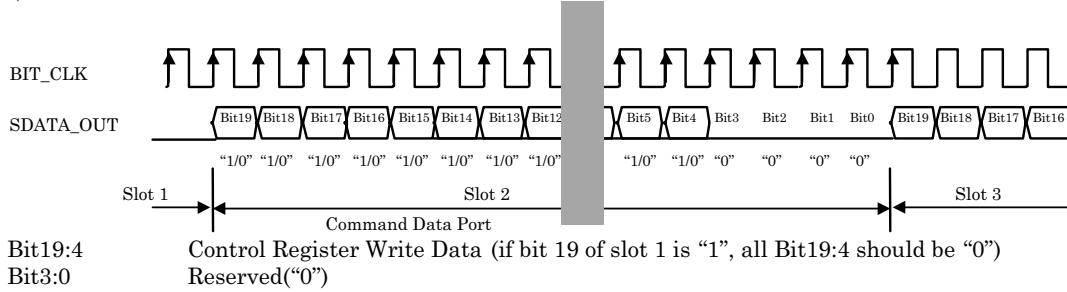 BIT_CLK
SDATA_OUT Bit19 Bit18 Bit17 Bit16 Bit15 Bit14 Bit13 Bit12 Bit5 Bit4 Bit3 Bit2 Bit1 Bit0 Bit19 Bit18 Bit17 Bit16
“1/0” “1/0” “1/0” “1/0” “1/0” “1/0” “1/0” “1/0” “1/0” “1/0” “0” “0” “0” “0”
Slot 1 Slot 2 Slot 3
Command Data Port
Bit19:4 Control Register Write Data (if bit 19 of slot 1 is “1”, all Bit19:4 should be “0”)
Bit3:0 Reserved(“0”)